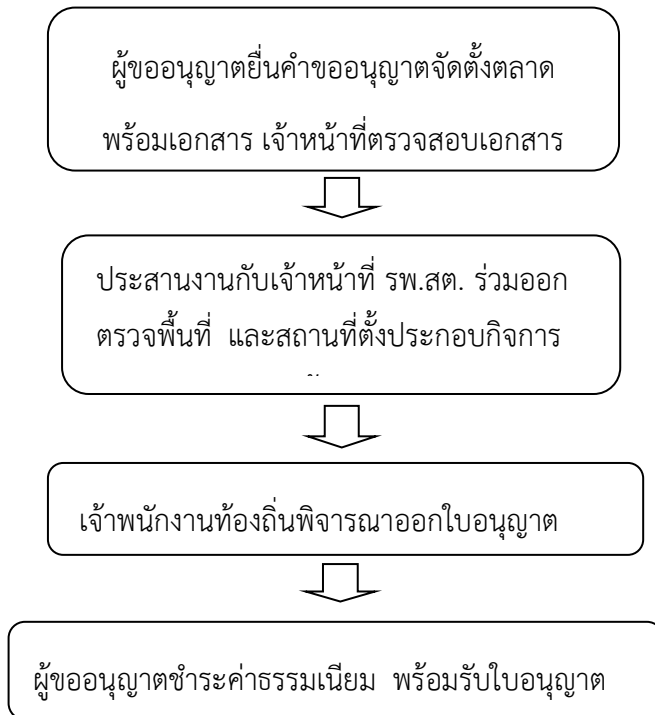 ผู้ขออนุญาตยื่นคำขออนุญาตจัดตั้งตลาด
พร้อมเอกสาร เจ้าหน้าที่ตรวจสอบเอกสาร
ประสานงานกับเจ้าหน้าที่ รพ.สต. ร่วมออก
ตรวจพื้นที่ และสถานที่ตั้งประกอบกิจการ
เจ้าพนักงานท้องถิ่นพิจารณาออกใบอนุญาต
ผู้ขออนุญาตชำระค่าธรรมเนียม พร้อมรับใบอนุญาต